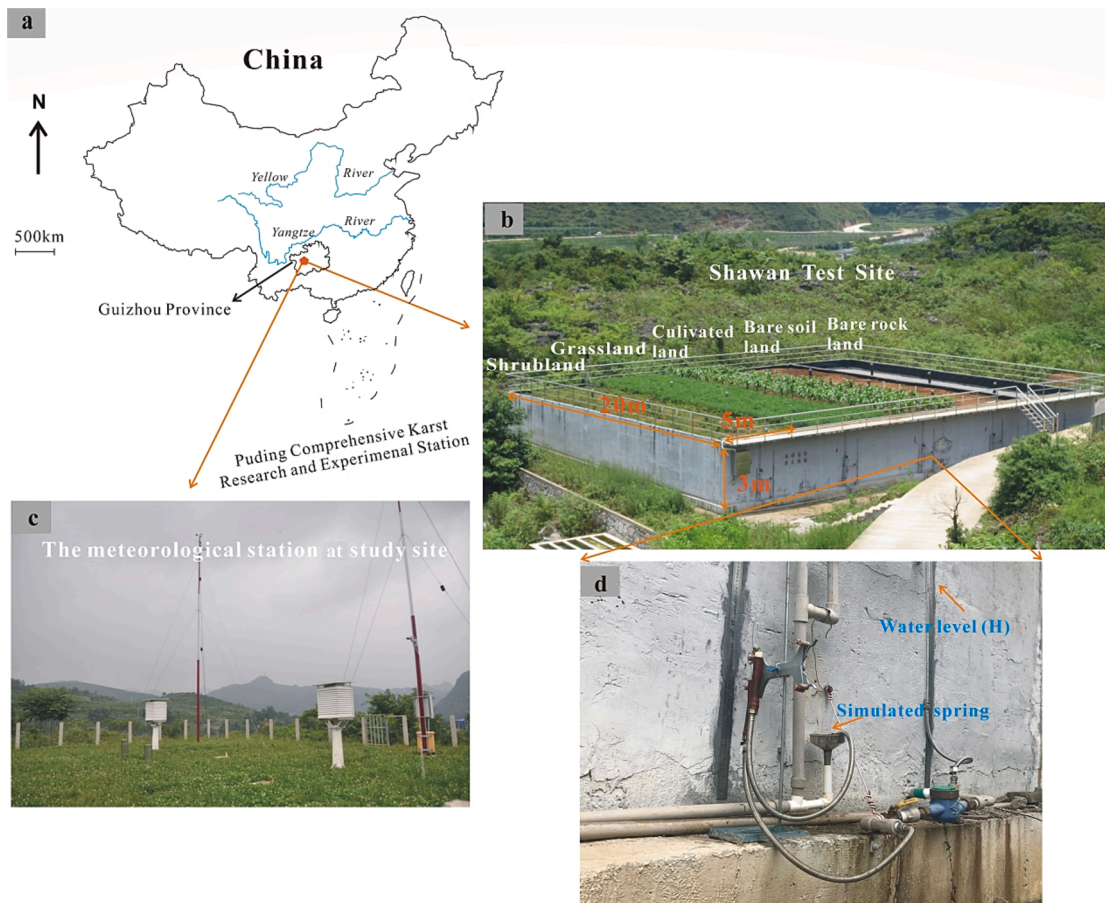 a
China
N
Yellow River
Yangtze River
500km
Guizhou Province
Puding Comprehensive Karst
Research and Experimenal Station
b
Shawan Test Site
Shrubland
Grassland
Culivated
land
Bare soil
land
Bare rock
land
20m
5m
3m
c
The meteorological station at study site
d
Water level (H)
Simulated spring